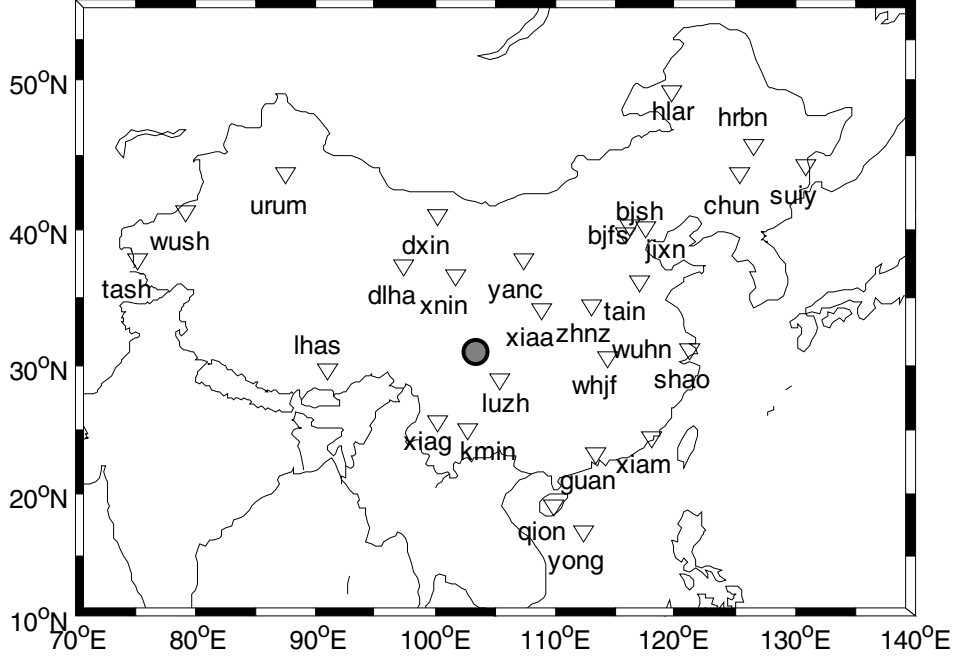 50°N
hlar
hrbn
urum
chun
suiy
bjsh
40°N
wush
dxin
bjfs
jixn
tash
dlha
xnin
yanc
tain
lhas
xiaa
zhnz
wuhn
30°N
whjf
shao
luzh
xiag
kmin
xiam
guan
20°N
qion
yong
10°N
70°E 80°E 90°E 100°E 110°E 120°E 130°E 140°E